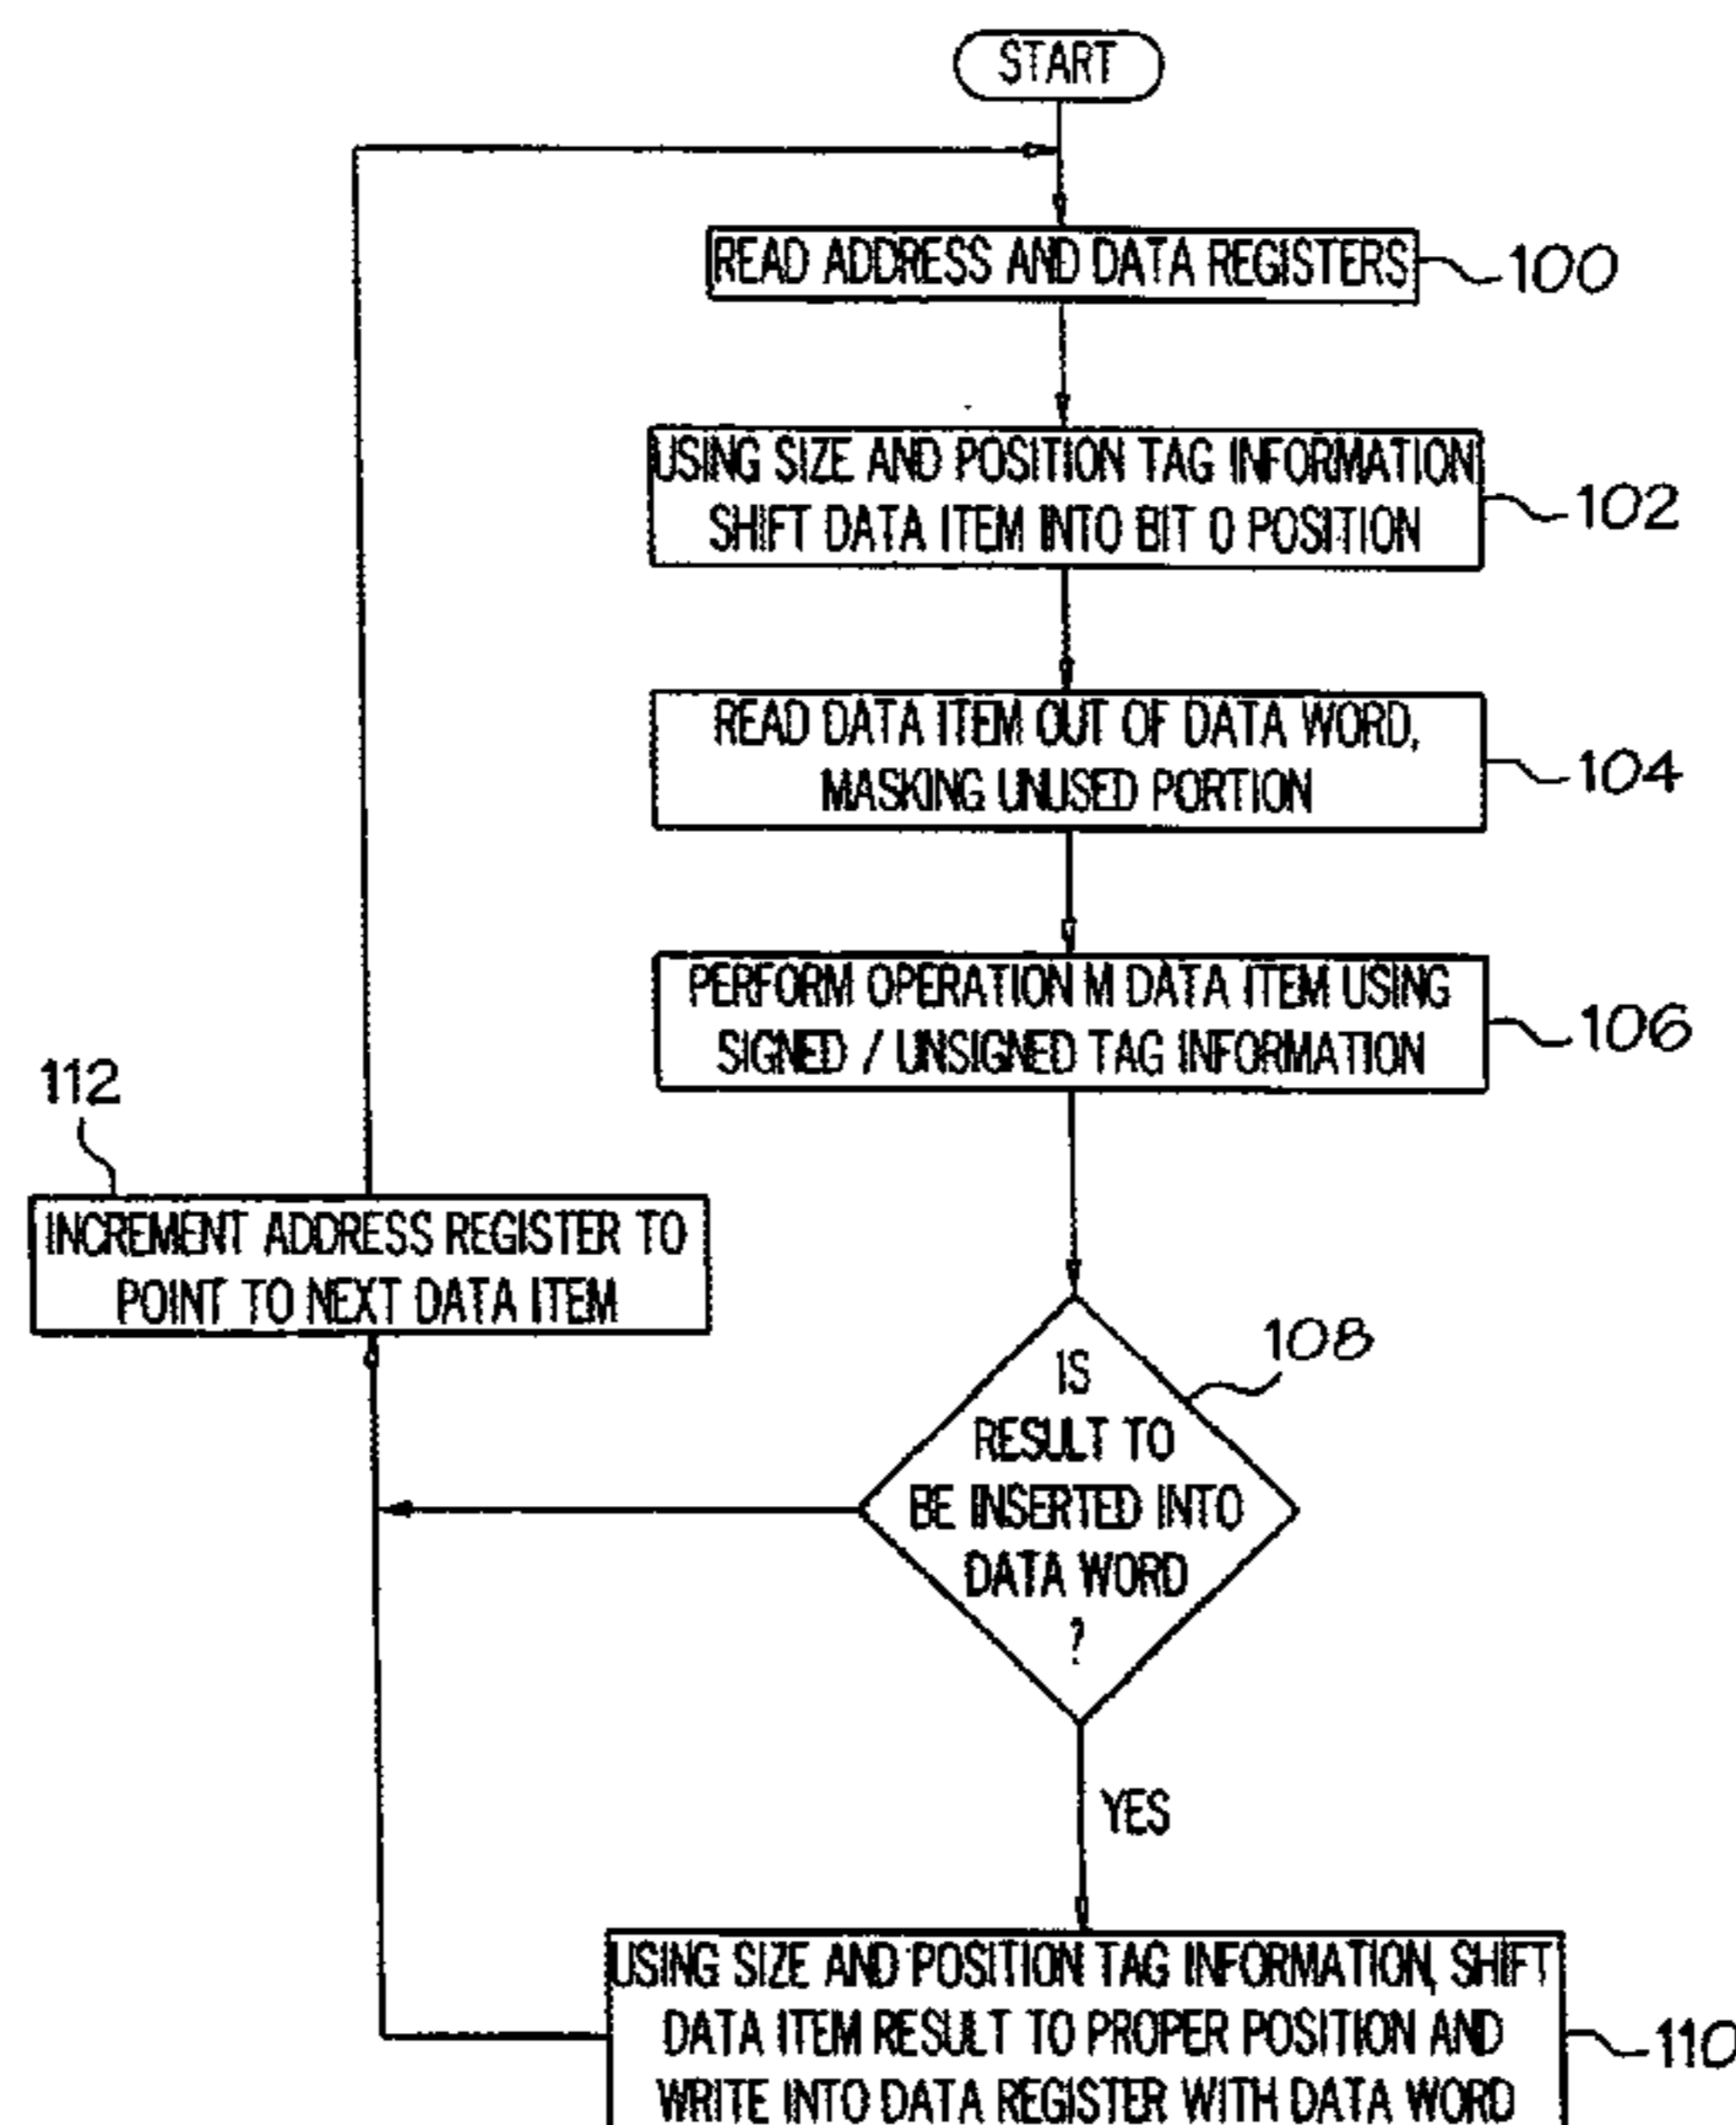 START
READ ADDRESS AND DATA REGISTERS
100
USING SIZE AND POSITION TAG INFORMATION
SHIFT DATA ITEM INTO BIT 0 POSITION
102
READ DATA ITEM OUT OF DATA WORD,
MASKING UNUSED PORTION
104
PERFORM OPERATION M DATA ITEM USING
SIGNED / UNSIGNED TAG INFORMATION
106
112
INCREMENT ADDRESS REGISTER TO
POINT TO NEXT DATA ITEM
108
IS
RESULT TO
BE INSERTED INTO
DATA WORD
?
YES
USING SIZE AND POSITION TAG INFORMATION, SHIFT
DATA ITEM RESULT TO PROPER POSITION AND
WRITE INTO DATA REGISTER WITH DATA WORD
110